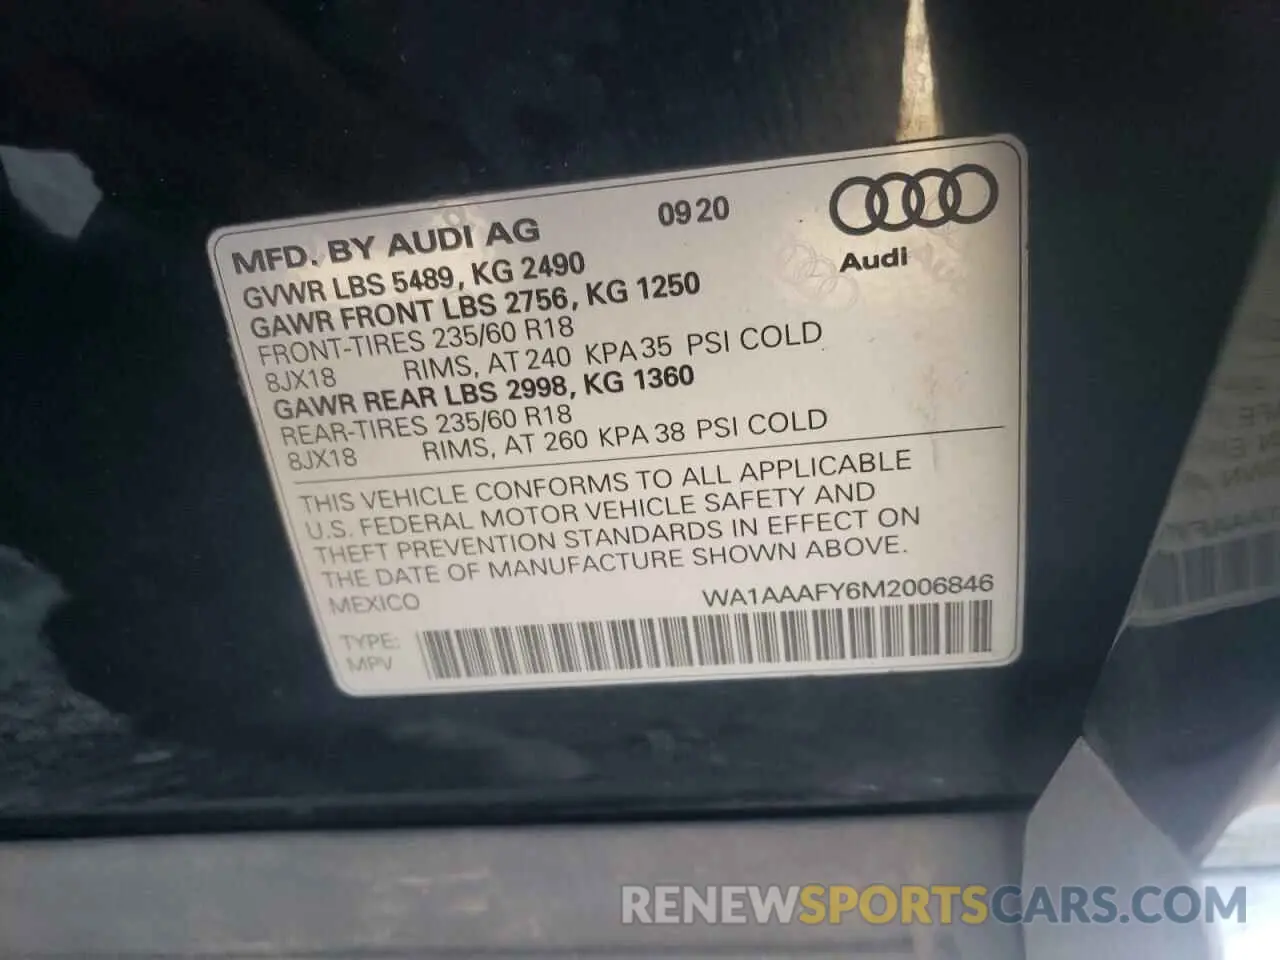 MFD. BY AUDI AG 09 20
Audi
GVWR LBS 5489, KG 2490
GAWR FRONT LBS 2756, KG 1250
FRONT-TIRES 235/60 R18
8JX18 RIMS, AT 240 KPA 35 PSI COLD
GAWR REAR LBS 2998, KG 1360
REAR-TIRES 235/60 R18
8JX18 RIMS, AT 260 KPA 38 PSI COLD
THIS VEHICLE CONFORMS TO ALL APPLICABLE
U.S. FEDERAL MOTOR VEHICLE SAFETY AND
THEFT PREVENTION STANDARDS IN EFFECT ON
THE DATE OF MANUFACTURE SHOWN ABOVE.
MEXICO WA1AAAFY6M2006846
TYPE:
MPV
RENEWSPORTSCARS.COM